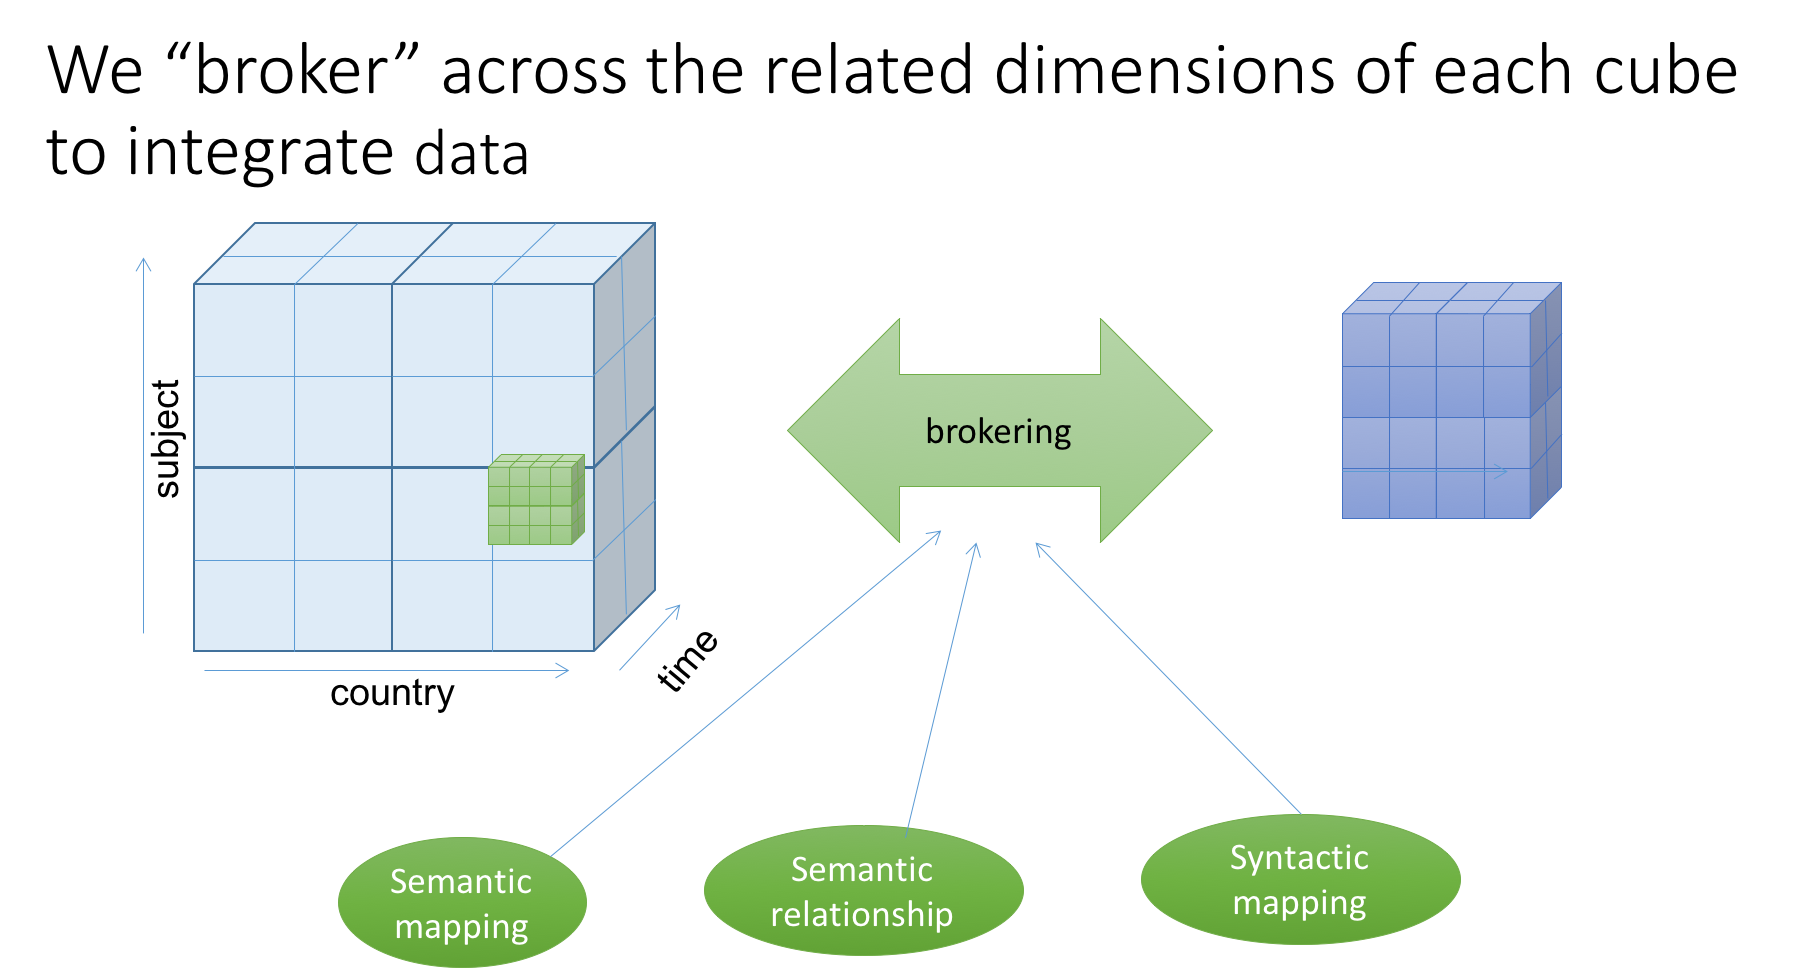 We “broker” across the related dimensions of each cube
to integrate data
subject
country
time
brokering
Semantic
mapping
Semantic
relationship
Syntactic
mapping